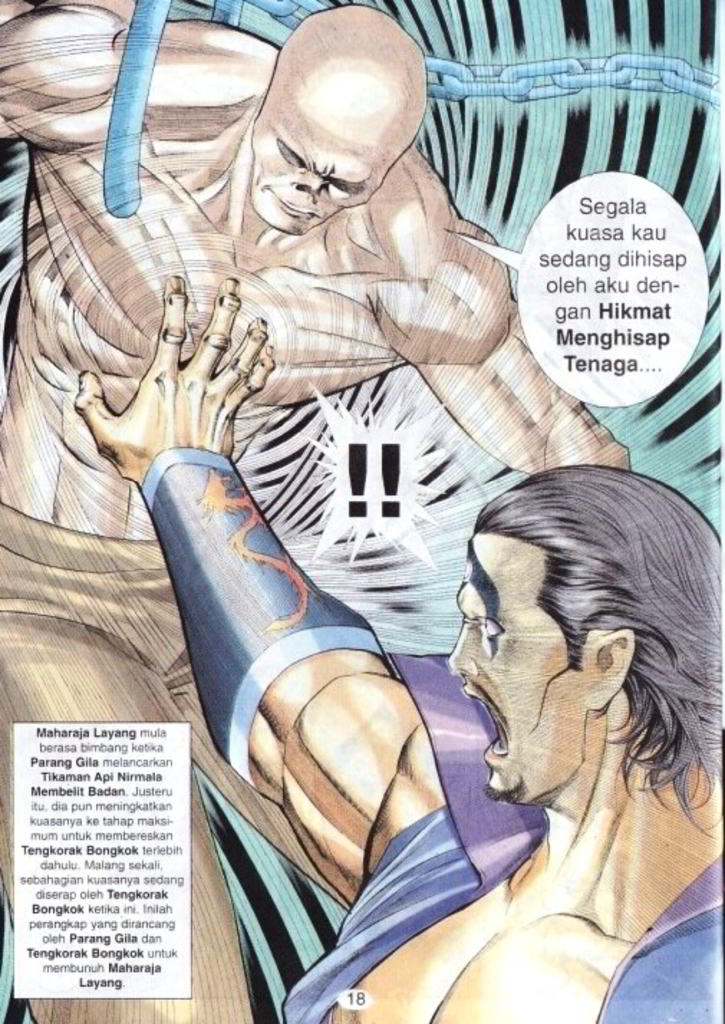 Segala
kuasa kau
sedang dihisap
oleh aku den-
gan Hikmat
Menghisap
Tenaga....
!!
Maharaja Layang mula
berasa bimbang ketika
Parang Gila melancarkan
Tikaman Api Nirmala
Membelit Badan. Justeru
itu, dia pun meningkatkan
kuasanya ke tahap maksi-
mum untuk membereskan
Tengkorak Bongkok terlebih
dahulu. Malang sekali,
sebahagian kuasanya sedang
diserap oleh Tengkorak
Bongkok ketika ini. Inilah
perangkap yang dirancang
oleh Parang Gila dan
Tengkorak Bongkok untuk
membunuh Maharaja
Layang.
18